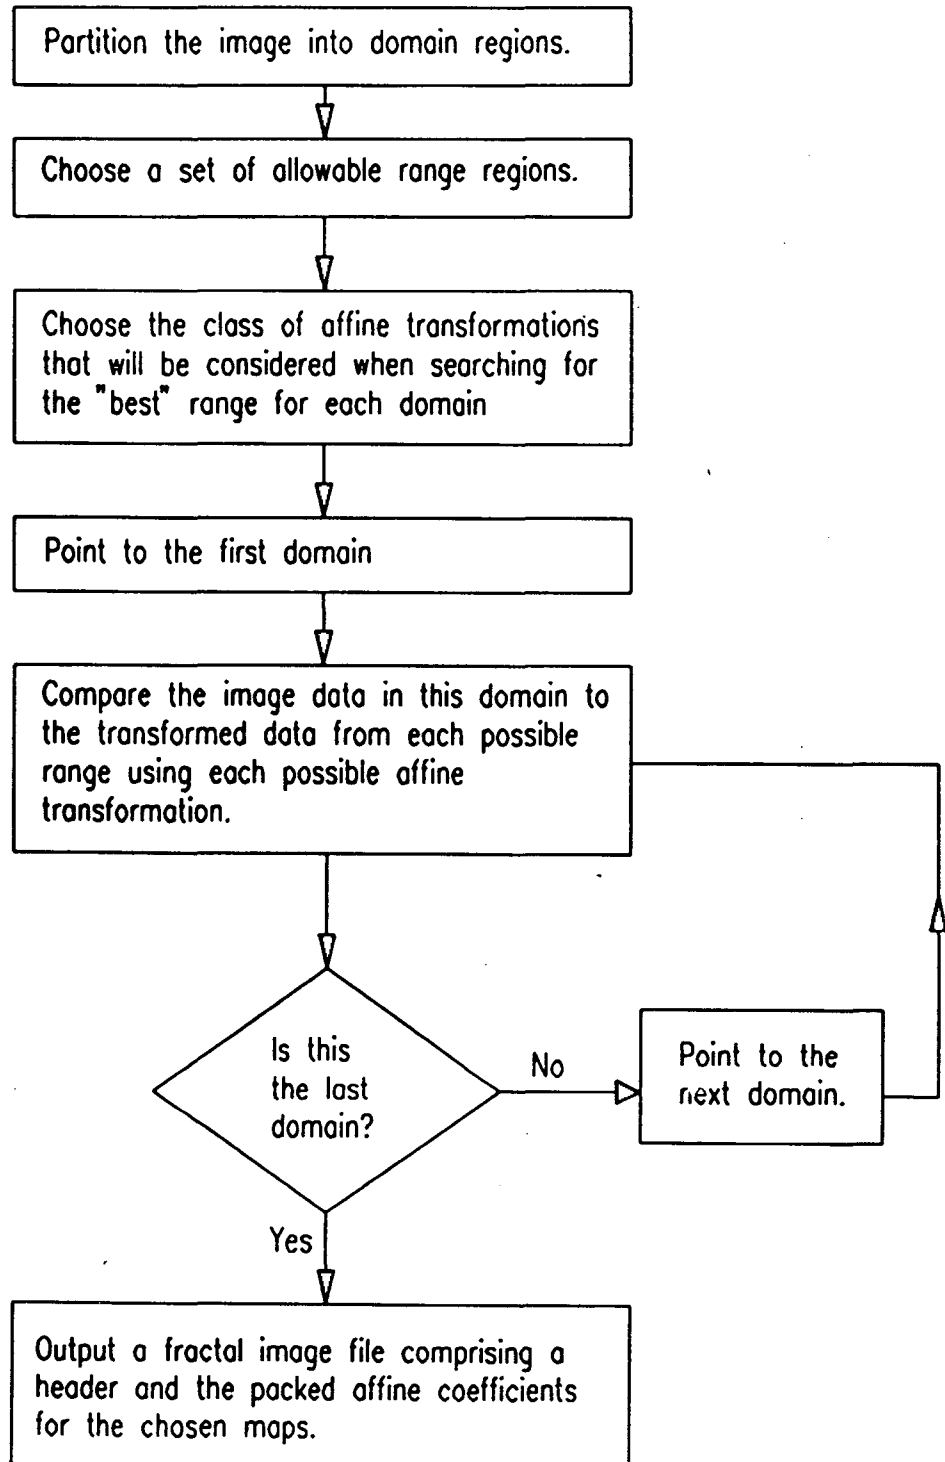 Partition the image into domain regions.
Choose a set of allowable range regions.
Choose the class of affine transformations
that will be considered when searching for
the "best" range for each domain
Point to the first domain
Compare the image data in this domain to
the transformed data from each possible
range using each possible affine
transformation.
Is this
the last
domain?
No
Point to the
next domain.
Yes
Output a fractal image file comprising a
header and the packed affine coefficients
for the chosen maps.